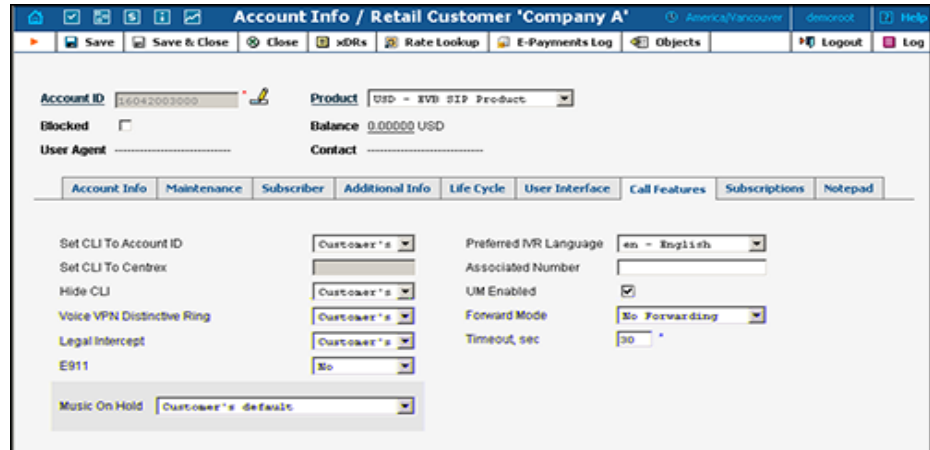 Account Info / Retail Customer 'Company A' America/Vancouver demoroot Help
Save Save & Close Close xDRs Rate Lookup E-Payments Log Objects Logout Log
Account ID 16042003000 * Product USD - XVB SIP Product
Blocked Balance 0.00000 USD
User Agent ---------------------------- Contact ----------------------------
Account Info Maintenance Subscriber Additional Info Life Cycle User Interface Call Features Subscriptions Notepad
Set CLI To Account ID Customer's Preferred IVR Language en - English
Set CLI To Centrex Associated Number
Hide CLI Customer's UM Enabled
Voice VPN Distinctive Ring Customer's Forward Mode No Forwarding
Legal Intercept Customer's Timeout, sec 30 *
E911 No
Music On Hold Customer's default